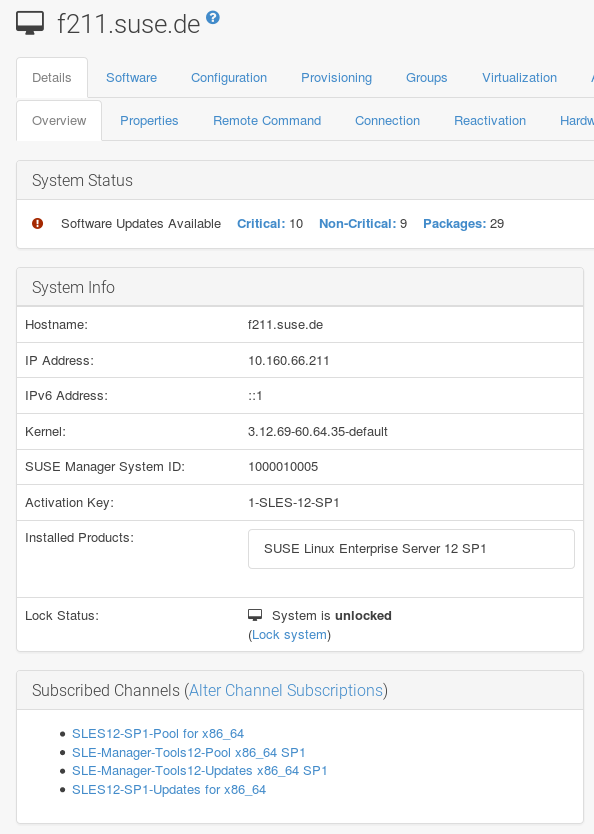 f211.suse.de ?
Details Software Configuration Provisioning Groups Virtualization
Overview Properties Remote Command Connection Reactivation Hardw
System Status
Software Updates Available Critical: 10 Non-Critical: 9 Packages: 29
System Info
Hostname: f211.suse.de
IP Address: 10.160.66.211
IPv6 Address: ::1
Kernel: 3.12.69-60.64.35-default
SUSE Manager System ID: 1000010005
Activation Key: 1-SLES-12-SP1
Installed Products: SUSE Linux Enterprise Server 12 SP1
Lock Status: System is unlocked
(Lock system)
Subscribed Channels (Alter Channel Subscriptions)
SLES12-SP1-Pool for x86_64
SLE-Manager-Tools12-Pool x86_64 SP1
SLE-Manager-Tools12-Updates x86_64 SP1
SLES12-SP1-Updates for x86_64